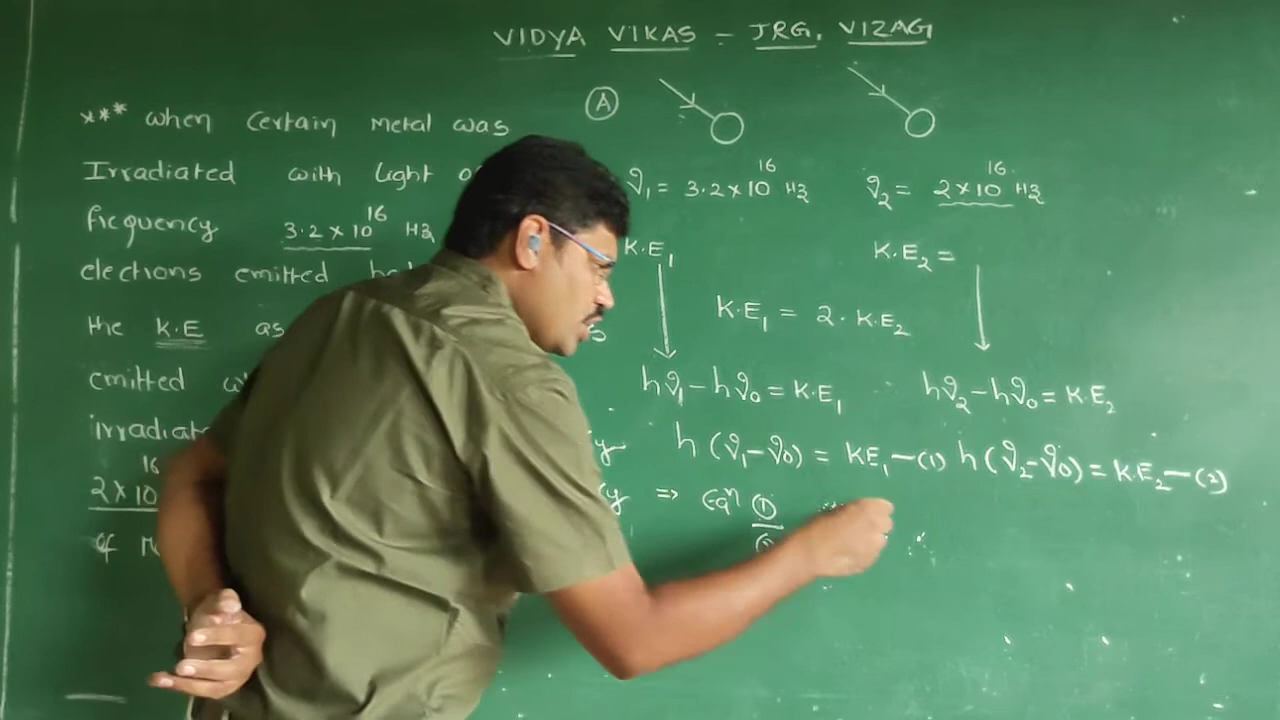 VIDYA VIKAS - JRG, VIZAG
*** when Certain Metal was
Irradiated with light
frequency 3.2 x 10^16 Hz
elections emitted
the K.E as
emitted
irradiat
2 x 10^16
of
Ⓐ
ϑ₁ = 3.2 x 10^16 Hz ϑ₂ = 2 x 10^16 Hz
K.E₁ K.E₂ =
K.E₁ = 2 . K.E₂
hϑ₁ - hϑ₀ = K.E₁ hϑ₂ - hϑ₀ = K.E₂
h (ϑ₁ - ϑ₀) = KE₁ — (1) h (ϑ₂ - ϑ₀) = K.E₂ — (2)
=> Eqⁿ ①